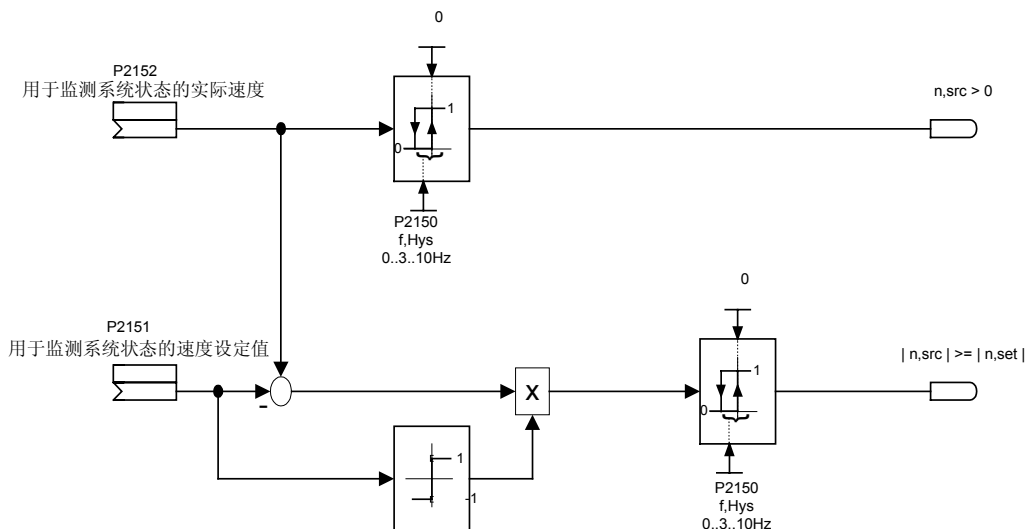 0
P2152
用于监测系统状态的实际速度
n,src > 0
1
0
P2150
f,Hys
0..3..10Hz
0
P2151
用于监测系统状态的速度设定值
| n,src | >= | n,set |
1
0
-
X
1
-1
P2150
f,Hys
0..3..10Hz